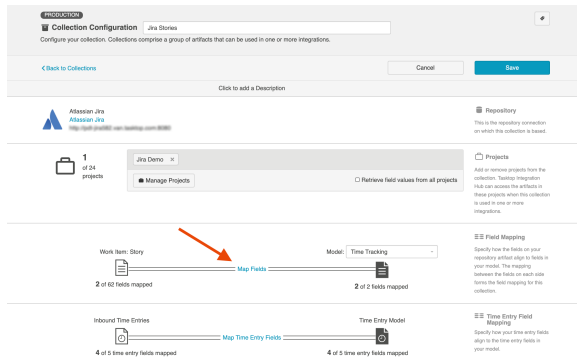 PRODUCTION
Collection Configuration
Jira Stories
Configure your collection. Collections comprise a group of artifacts that can be used in one or more integrations.
Back to Collections
Cancel
Save
Click to add a Description
Atlassian Jira
Atlassian Jira
Repository
This is the repository connection
on which this collection is based.
1
of 24
projects
Jira Demo ×
Manage Projects
Retrieve field values from all projects
Projects
Add or remove projects from the
collection. Tasktop Integration
Hub can access the artifacts in
these projects when this collection
is used in one or more
integrations.
Work Item: Story
Map Fields
Model: Time Tracking
2 of 62 fields mapped
2 of 2 fields mapped
Field Mapping
Specify how the fields on your
repository artifact align to fields in
your model. The mapping
between the fields on each side
forms the field mapping for this
collection.
Inbound Time Entries
Map Time Entry Fields
Time Entry Model
4 of 5 time entry fields mapped
4 of 5 time entry fields mapped
Time Entry Field
Mapping
Specify how your time entry fields
align to the time entry fields in
your model.